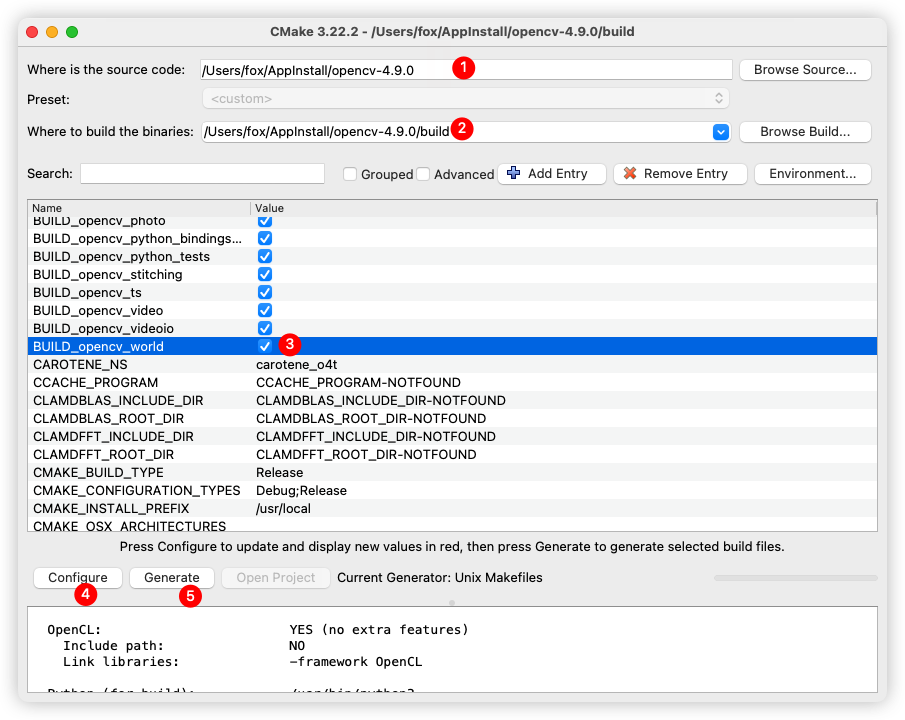 CMake 3.22.2 - /Users/fox/AppInstall/opencv-4.9.0/build
Where is the source code: /Users/fox/AppInstall/opencv-4.9.0 1 Browse Source...
Preset: <custom>
Where to build the binaries: /Users/fox/AppInstall/opencv-4.9.0/build 2 Browse Build...
Search: Grouped Advanced Add Entry Remove Entry Environment...
Name Value
BUILD_opencv_photo
BUILD_opencv_python_bindings...
BUILD_opencv_python_tests
BUILD_opencv_stitching
BUILD_opencv_ts
BUILD_opencv_video
BUILD_opencv_videoio
BUILD_opencv_world 3
CAROTENE_NS carotene_o4t
CCACHE_PROGRAM CCACHE_PROGRAM-NOTFOUND
CLAMDBLAS_INCLUDE_DIR CLAMDBLAS_INCLUDE_DIR-NOTFOUND
CLAMDBLAS_ROOT_DIR CLAMDBLAS_ROOT_DIR-NOTFOUND
CLAMDFFT_INCLUDE_DIR CLAMDFFT_INCLUDE_DIR-NOTFOUND
CLAMDFFT_ROOT_DIR CLAMDFFT_ROOT_DIR-NOTFOUND
CMAKE_BUILD_TYPE Release
CMAKE_CONFIGURATION_TYPES Debug;Release
CMAKE_INSTALL_PREFIX /usr/local
CMAKE_OSX_ARCHITECTURES
Press Configure to update and display new values in red, then press Generate to generate selected build files.
Configure Generate Open Project Current Generator: Unix Makefiles
4 5
OpenCL: YES (no extra features)
Include path: NO
Link libraries: -framework OpenCL
Python (for build): /usr/bin/python3